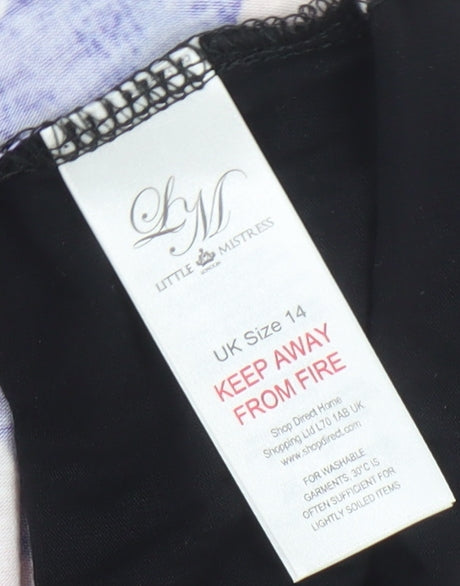 LM
LITTLE MISTRESS
LONDON
UK Size 14
KEEP AWAY
FROM FIRE
Shop Direct Home
Shopping Ltd L70 1AB UK
www.shopdirect.com
FOR WASHABLE
GARMENTS, 30°C IS
OFTEN SUFFICIENT FOR
LIGHTLY SOILED ITEMS